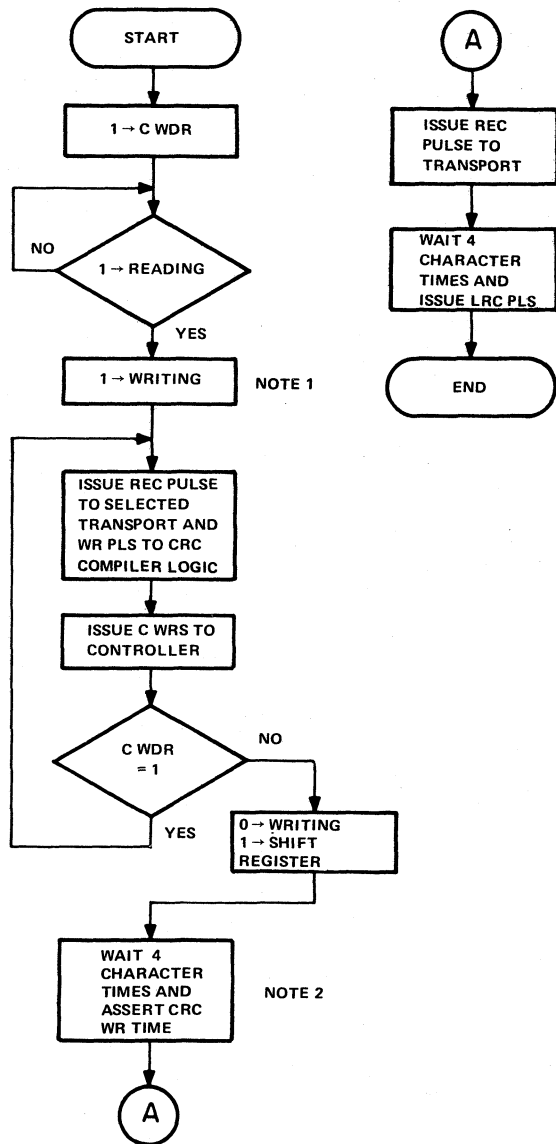 START
1 → C WDR
NO
1 → READING
YES
1 → WRITING
NOTE 1
ISSUE REC PULSE
TO SELECTED
TRANSPORT AND
WR PLS TO CRC
COMPILER LOGIC
ISSUE C WRS TO
CONTROLLER
C WDR
= 1
NO
YES
0 → WRITING
1 → SHIFT
REGISTER
WAIT 4
CHARACTER
TIMES AND
ASSERT CRC
WR TIME
NOTE 2
A
A
ISSUE REC
PULSE TO
TRANSPORT
WAIT 4
CHARACTER
TIMES AND
ISSUE LRC PLS
END